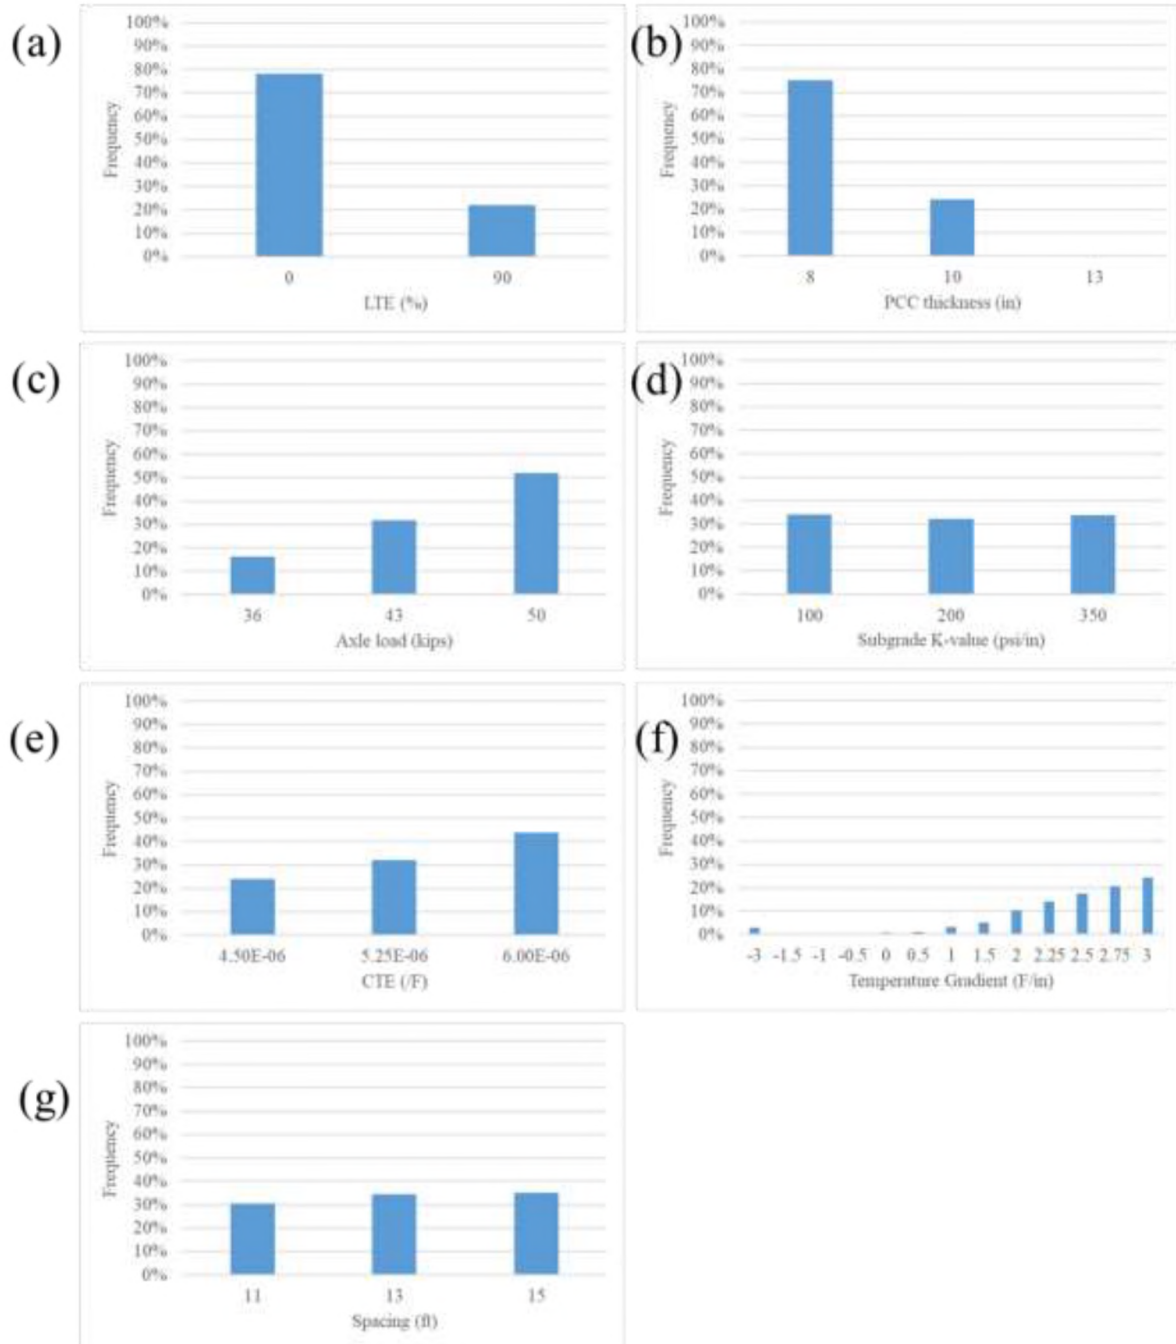 (a)
100%
90%
80%
70%
60%
50%
40%
30%
20%
10%
0%
Frequency
0 90
LTE (%)
(b)
100%
90%
80%
70%
60%
50%
40%
30%
20%
10%
0%
Frequency
8 10 13
PCC thickness (in)
(c)
100%
90%
80%
70%
60%
50%
40%
30%
20%
10%
0%
Frequency
36 43 50
Axle load (kips)
(d)
100%
90%
80%
70%
60%
50%
40%
30%
20%
10%
0%
Frequency
100 200 350
Subgrade K-value (psi/in)
(e)
100%
90%
80%
70%
60%
50%
40%
30%
20%
10%
0%
Frequency
4.50E-06 5.25E-06 6.00E-06
CTE (/F)
(f)
100%
90%
80%
70%
60%
50%
40%
30%
20%
10%
0%
Frequency
-3 -1.5 -1 -0.5 0 0.5 1 1.5 2 2.25 2.5 2.75 3
Temperature Gradient (F/in)
(g)
100%
90%
80%
70%
60%
50%
40%
30%
20%
10%
0%
Frequency
11 13 15
Spacing (ft)